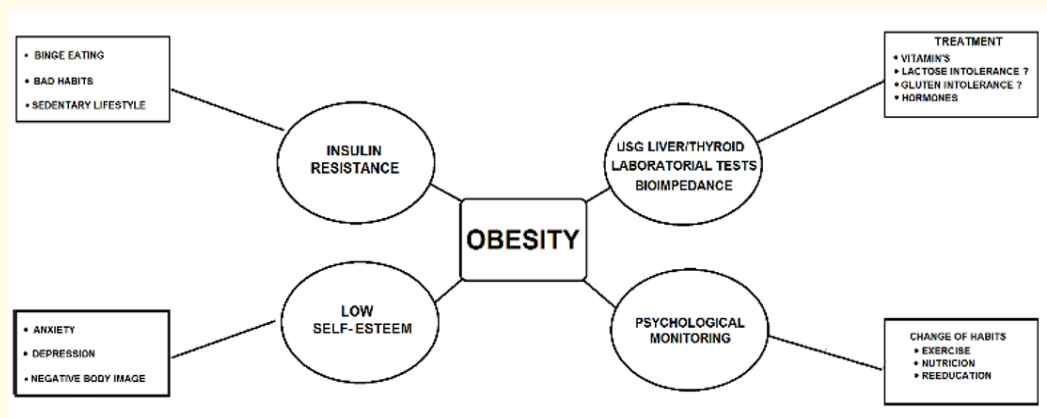 • BINGE EATING
• BAD HABITS
• SEDENTARY LIFESTYLE
INSULIN
RESISTANCE
USG LIVER/THYROID
LABORATORIAL TESTS
BIOIMPEDANCE
TREATMENT
• VITAMIN'S
• LACTOSE INTOLERANCE ?
• GLUTEN INTOLERANCE ?
• HORMONES
OBESITY
LOW
SELF-ESTEEM
• ANXIETY
• DEPRESSION
• NEGATIVE BODY IMAGE
PSYCHOLOGICAL
MONITORING
CHANGE OF HABITS
• EXERCISE
• NUTRICION
• REEDUCATION